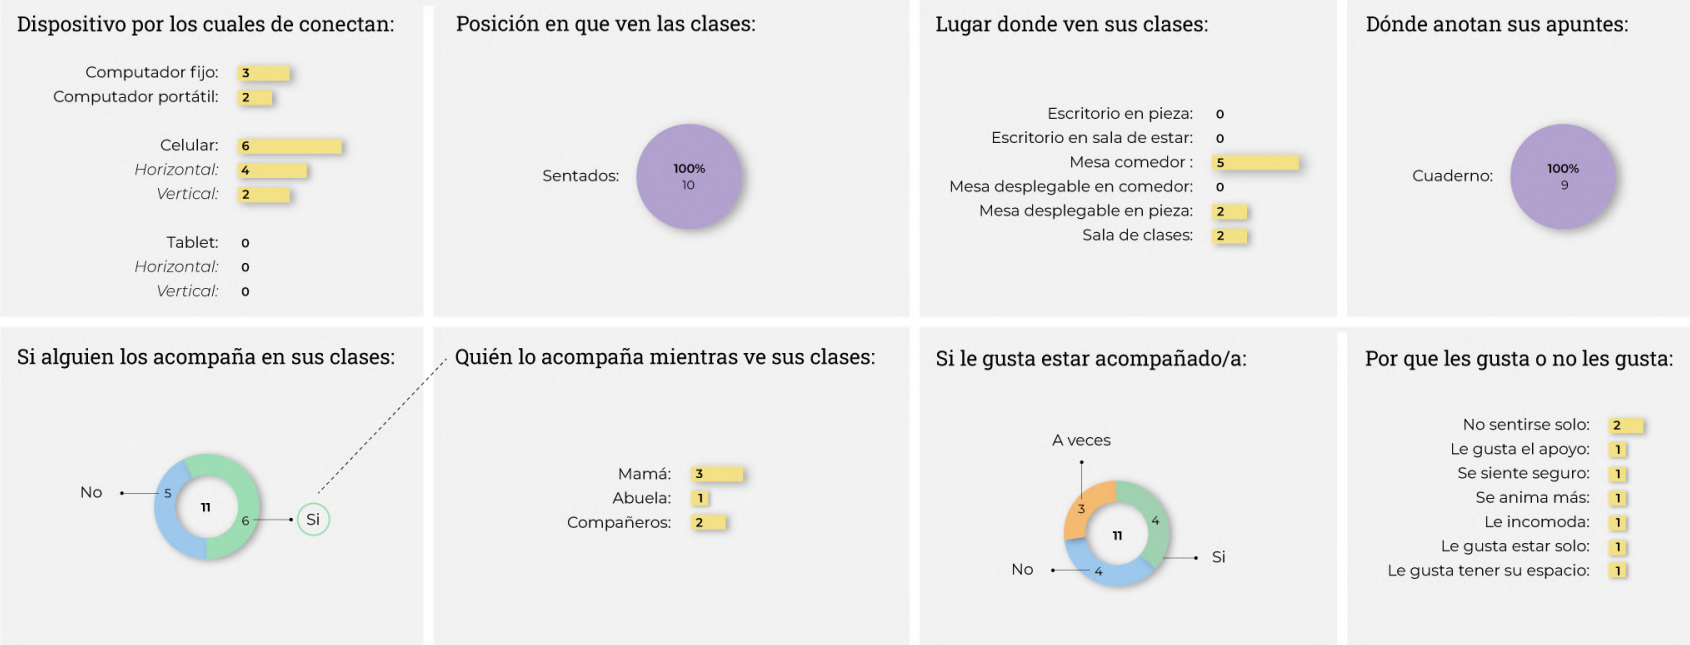 Dispositivo por los cuales de conectan:
Computador fijo: 3
Computador portátil: 2
Celular: 6
Horizontal: 4
Vertical: 2
Tablet: 0
Horizontal: 0
Vertical: 0
Posición en que ven las clases:
Sentados:
100%
10
Lugar donde ven sus clases:
Escritorio en pieza: 0
Escritorio en sala de estar: 0
Mesa comedor : 5
Mesa desplegable en comedor: 0
Mesa desplegable en pieza: 2
Sala de clases: 2
Dónde anotan sus apuntes:
Cuaderno:
100%
9
Si alguien los acompaña en sus clases:
No
5
11
6
Si
Quién lo acompaña mientras ve sus clases:
Mamá: 3
Abuela: 1
Compañeros: 2
Si le gusta estar acompañado/a:
A veces
3
4
11
Si
No
4
Por que les gusta o no les gusta:
No sentirse solo: 2
Le gusta el apoyo: 1
Se siente seguro: 1
Se anima más: 1
Le incomoda: 1
Le gusta estar solo: 1
Le gusta tener su espacio: 1